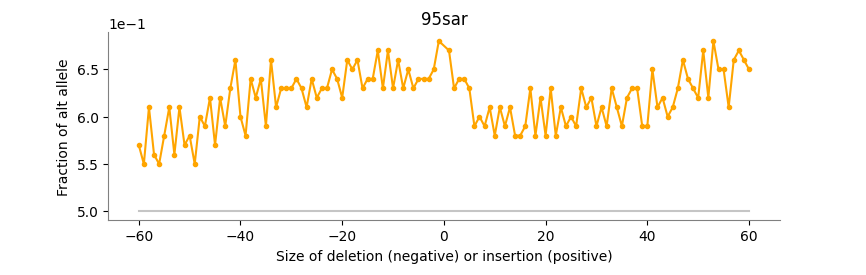 95sar
1e−1
Fraction of alt allele
6.5
6.0
5.5
5.0
−60 −40 −20 0 20 40 60
Size of deletion (negative) or insertion (positive)